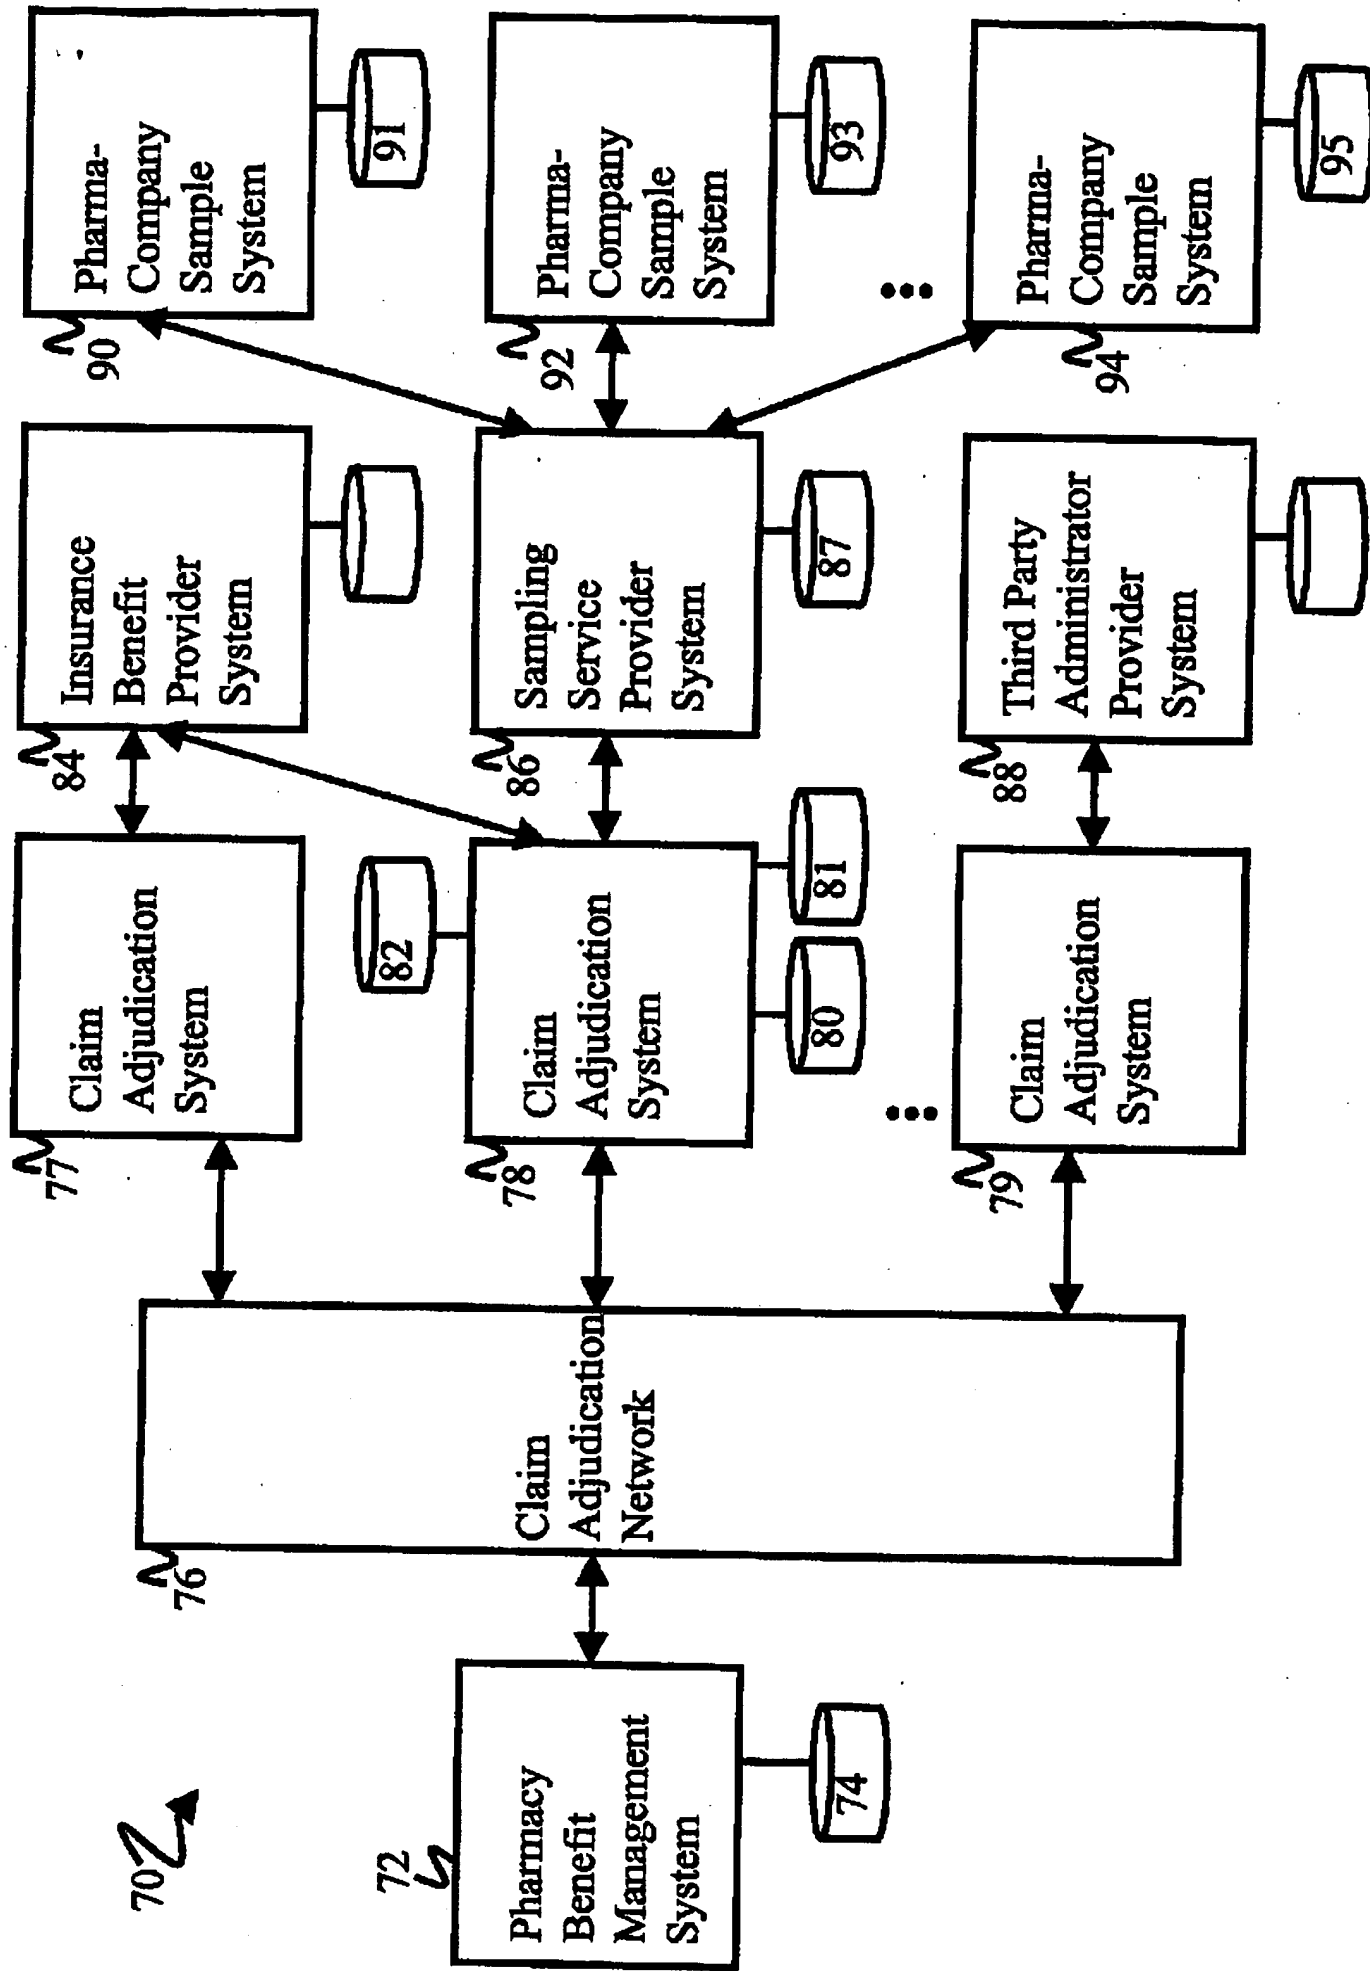 70
72
Pharmacy
Benefit
Management
System
74
76
Claim
Adjudication
Network
77
Claim
Adjudication
System
78
Claim
Adjudication
System
82
80
81
79
Claim
Adjudication
System
84
Insurance
Benefit
Provider
System
86
Sampling
Service
Provider
System
87
88
Third Party
Administrator
Provider
System
90
Pharma-
Company
Sample
System
91
92
Pharma-
Company
Sample
System
93
94
Pharma-
Company
Sample
System
95